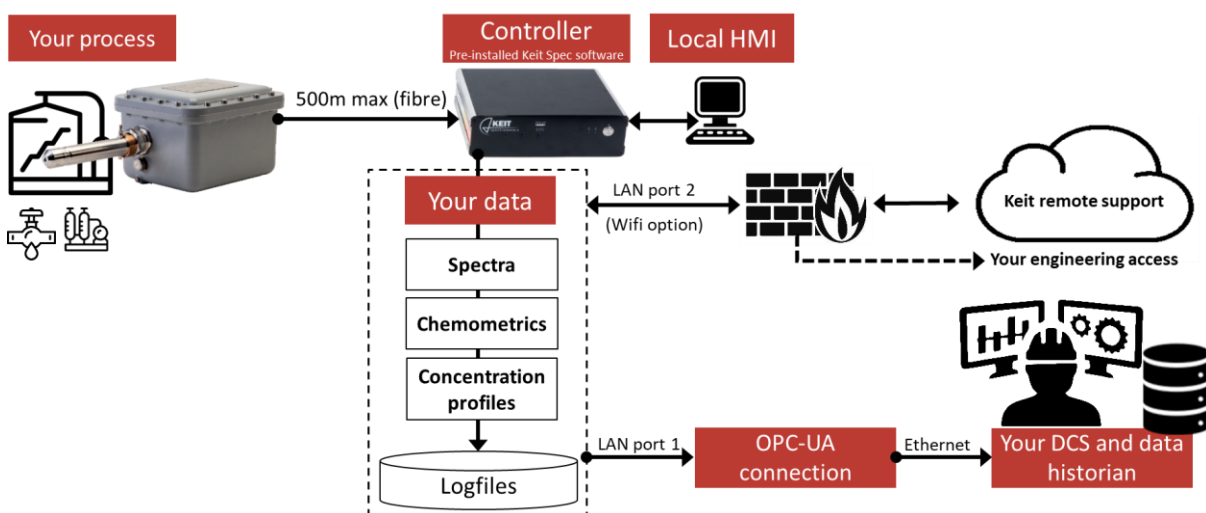 Your process
Controller
Pre-installed Keit Spec software
Local HMI
500m max (fibre)
KEIT
Your data
LAN port 2
(Wifi option)
Keit remote support
Your engineering access
Spectra
Chemometrics
Concentration
profiles
Logfiles
LAN port 1
OPC-UA
connection
Ethernet
Your DCS and data
historian